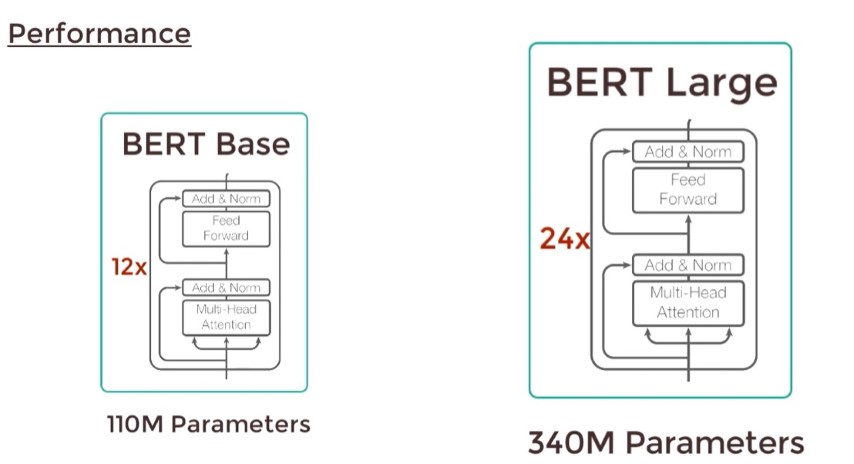 Performance
BERT Base
Add & Norm
Feed
Forward
12x
Add & Norm
Multi-Head
Attention
110M Parameters
BERT Large
Add & Norm
Feed
Forward
24x
Add & Norm
Multi-Head
Attention
340M Parameters